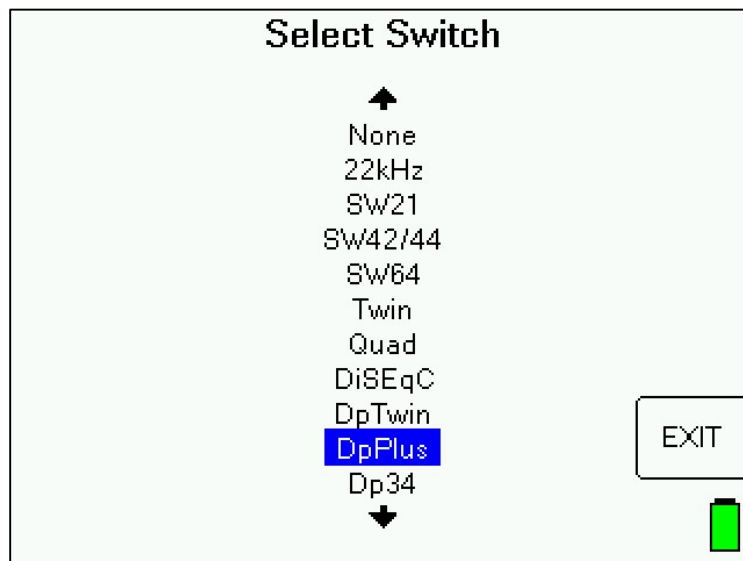 Select Switch
None
22kHz
SW21
SW42/44
SW64
Twin
Quad
DiSEqC
DpTwin
DpPlus
Dp34
EXIT